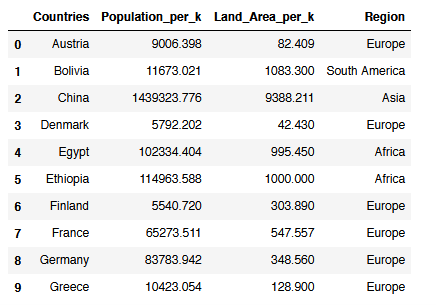 Countries Population_per_k Land_Area_per_k Region
0 Austria 9006.398 82.409 Europe
1 Bolivia 11673.021 1083.300 South America
2 China 1439323.776 9388.211 Asia
3 Denmark 5792.202 42.430 Europe
4 Egypt 102334.404 995.450 Africa
5 Ethiopia 114963.588 1000.000 Africa
6 Finland 5540.720 303.890 Europe
7 France 65273.511 547.557 Europe
8 Germany 83783.942 348.560 Europe
9 Greece 10423.054 128.900 Europe